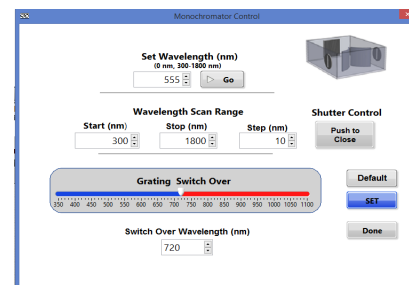 Monochromator Control
Set Wavelength (nm)
(0 nm, 300-1800 nm)
555 Go
Wavelength Scan Range
Start (nm) Stop (nm) Step (nm)
300 1800 10
Shutter Control
Push to
Close
Grating Switch Over
350 400 450 500 550 600 650 700 750 800 850 900 950 1000 1050 1100
Default
SET
Switch Over Wavelength (nm)
720
Done